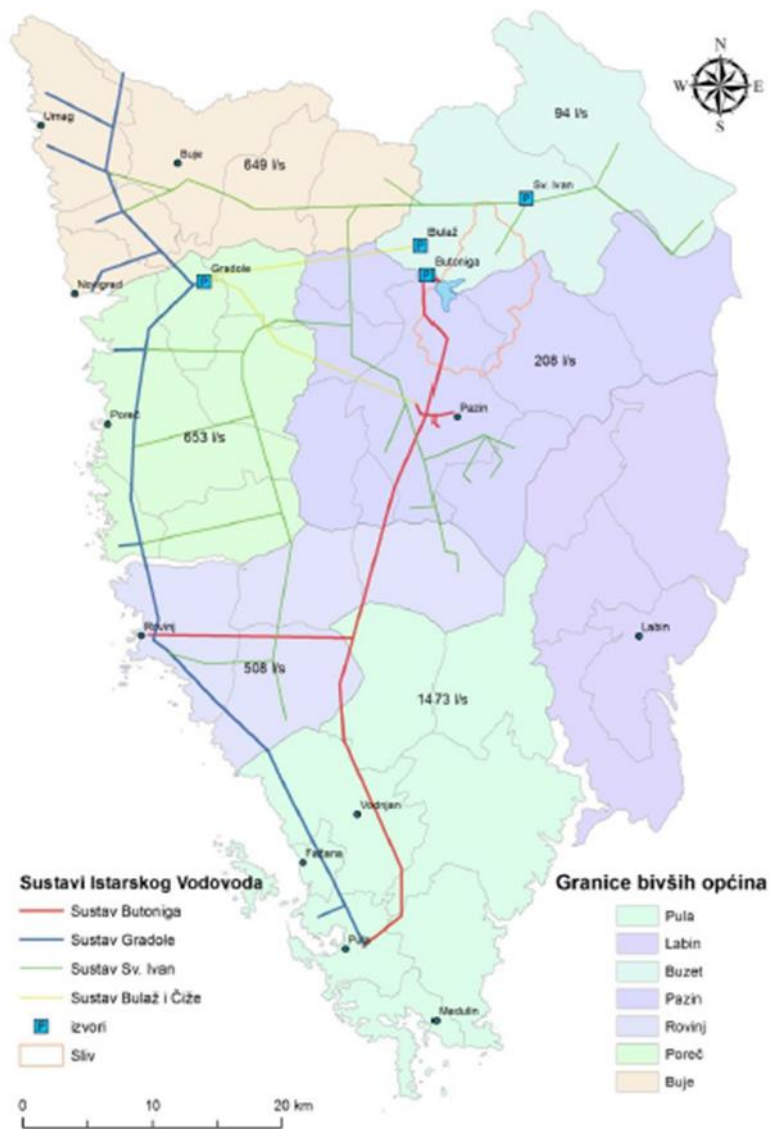 N
W E
S
94 l/s
Umag
Buje
649 l/s
Sv. Ivan
Bulaž
Butoniga
Gradole
Novigrad
208 l/s
Poreč
Pazin
653 l/s
Rovinj
Labin
508 l/s
1473 l/s
Vodnjan
Fažana
Pula
Medulin
Sustavi Istarskog Vodovoda
Sustav Butoniga
Sustav Gradole
Sustav Sv. Ivan
Sustav Bulaž i Čiže
P izvori
Sliv
0 10 20 km
Granice bivših općina
Pula
Labin
Buzet
Pazin
Rovinj
Poreč
Buje